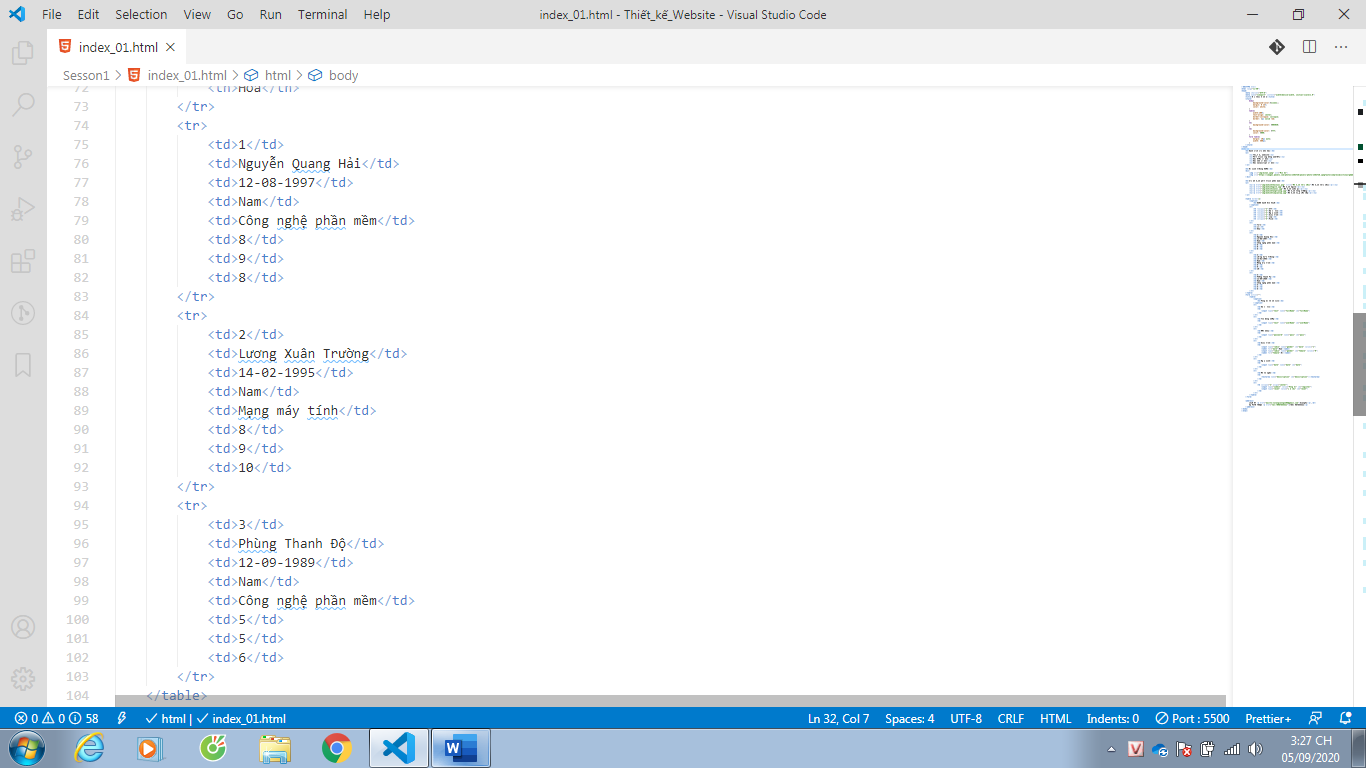 File Edit Selection View Go Run Terminal Help index_01.html - Thiết_kế_Website - Visual Studio Code
index_01.html
Sesson1 > index_01.html > html > body
72 <th>Hóa</th>
73 </tr>
74 <tr>
75 <td>1</td>
76 <td>Nguyễn Quang Hải</td>
77 <td>12-08-1997</td>
78 <td>Nam</td>
79 <td>Công nghệ phần mềm</td>
80 <td>8</td>
81 <td>9</td>
82 <td>8</td>
83 </tr>
84 <tr>
85 <td>2</td>
86 <td>Lương Xuân Trường</td>
87 <td>14-02-1995</td>
88 <td>Nam</td>
89 <td>Mạng máy tính</td>
90 <td>8</td>
91 <td>9</td>
92 <td>10</td>
93 </tr>
94 <tr>
95 <td>3</td>
96 <td>Phùng Thanh Độ</td>
97 <td>12-09-1989</td>
98 <td>Nam</td>
99 <td>Công nghệ phần mềm</td>
100 <td>5</td>
101 <td>5</td>
102 <td>6</td>
103 </tr>
104 </table>
0 0 58 html | index_01.html Ln 32, Col 7 Spaces: 4 UTF-8 CRLF HTML Indents: 0 Port : 5500 Prettier+
3:27 CH
05/09/2020